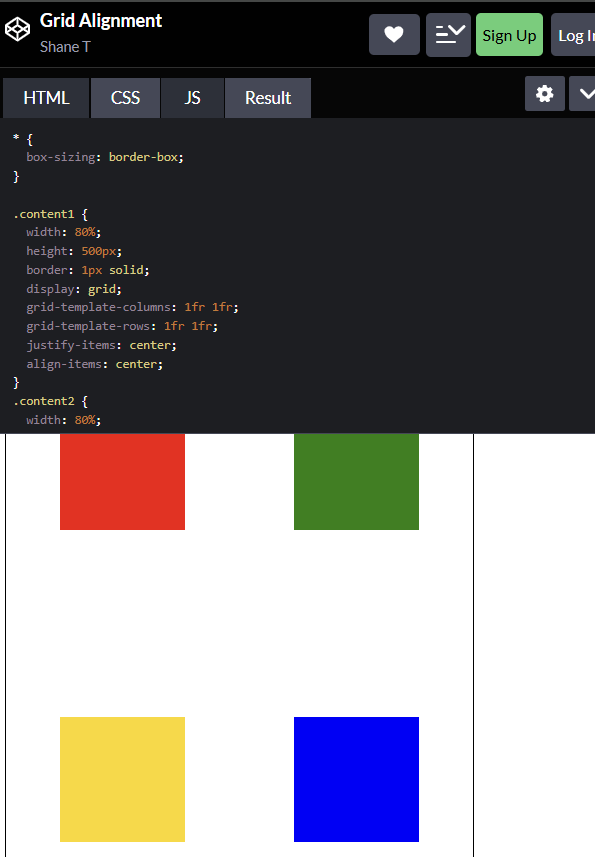 Grid Alignment
Shane T
Sign Up
Log In
HTML
CSS
JS
Result
* {
  box-sizing: border-box;
}
.content1 {
  width: 80%;
  height: 500px;
  border: 1px solid;
  display: grid;
  grid-template-columns: 1fr 1fr;
  grid-template-rows: 1fr 1fr;
  justify-items: center;
  align-items: center;
}
.content2 {
  width: 80%;